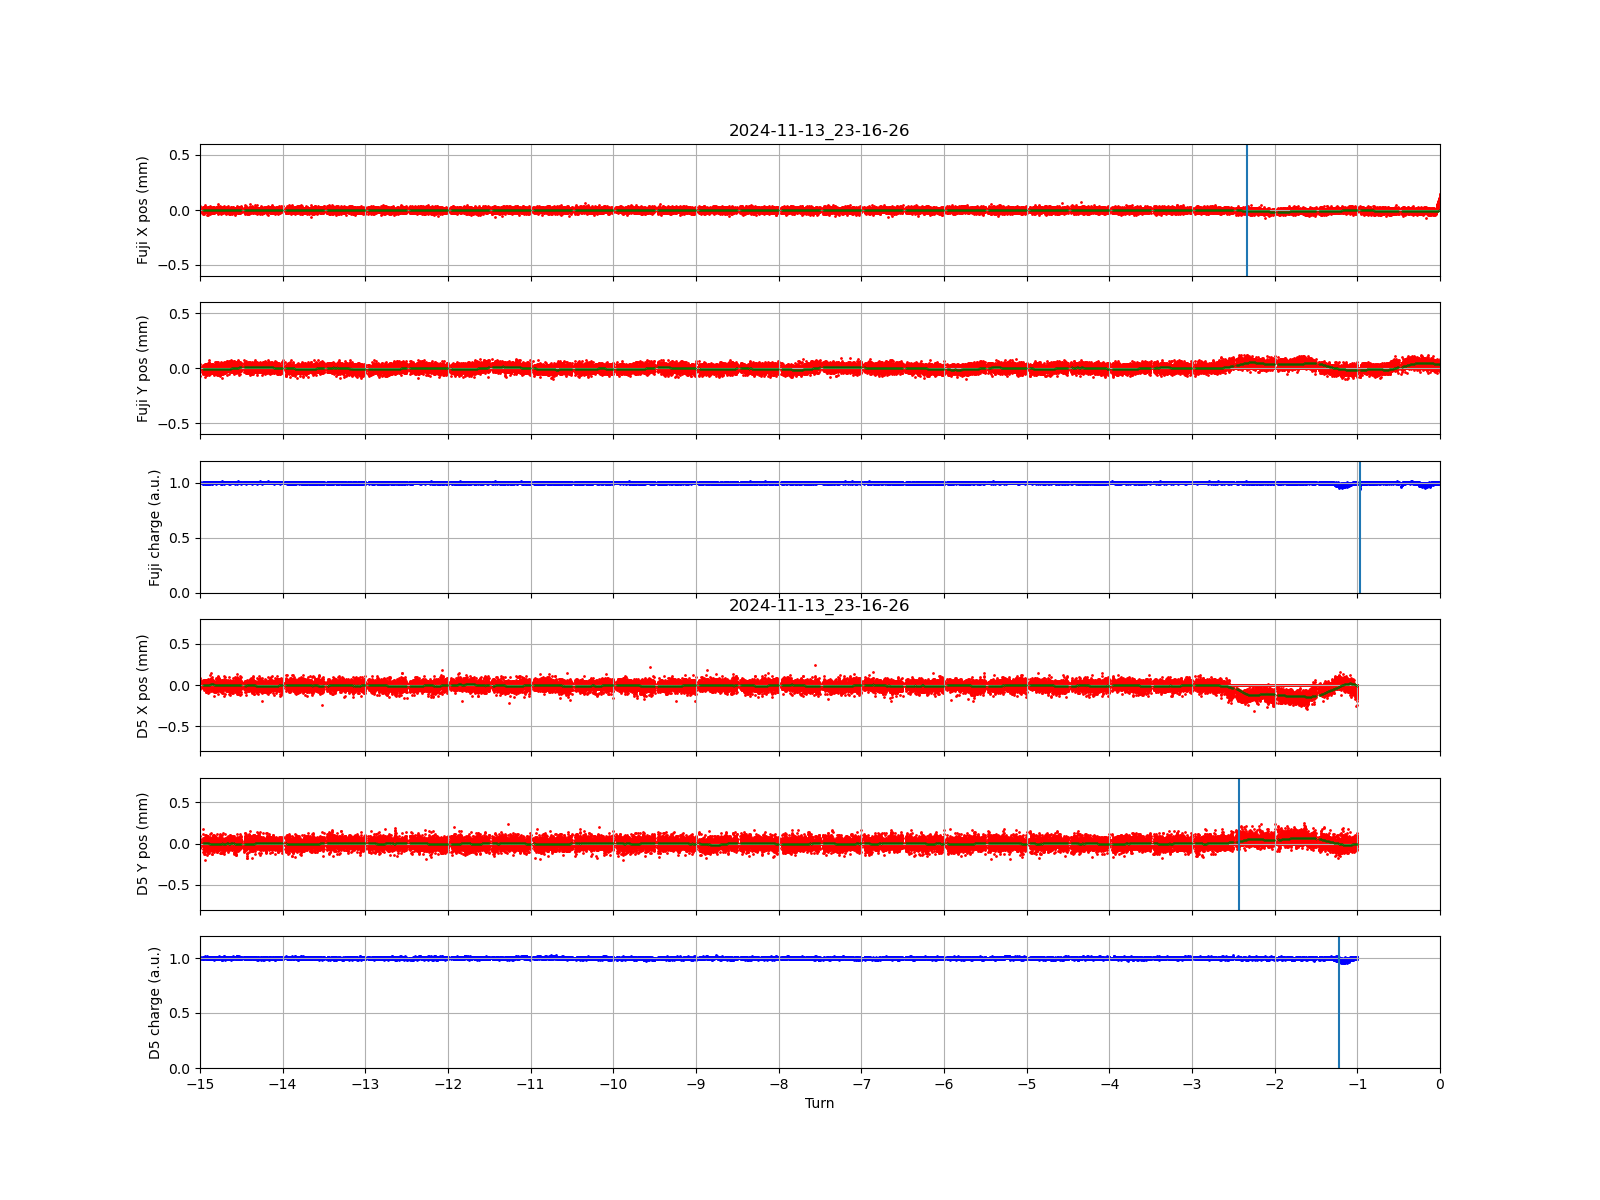 2024-11-13_23-16-26
Fuji X pos (mm)
0.5
0.0
−0.5
Fuji Y pos (mm)
0.5
0.0
−0.5
Fuji charge (a.u.)
1.0
0.5
0.0
2024-11-13_23-16-26
D5 X pos (mm)
0.5
0.0
−0.5
D5 Y pos (mm)
0.5
0.0
−0.5
D5 charge (a.u.)
1.0
0.5
0.0
−15 −14 −13 −12 −11 −10 −9 −8 −7 −6 −5 −4 −3 −2 −1 0
Turn